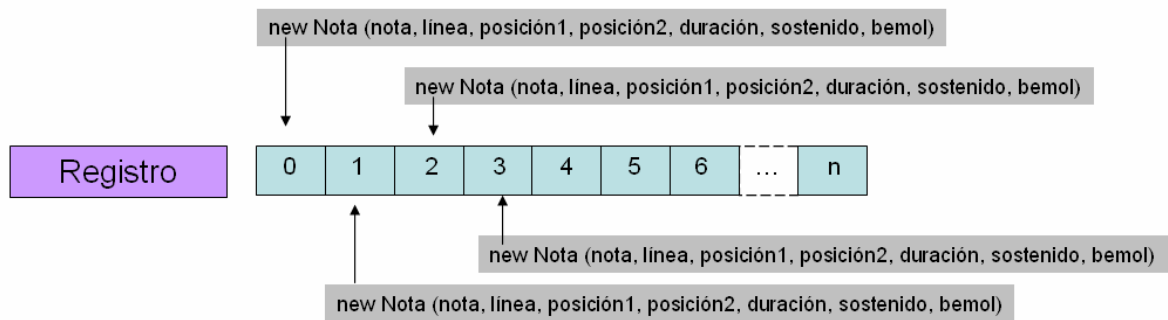 new Nota (nota, línea, posición1, posición2, duración, sostenido, bemol)
new Nota (nota, línea, posición1, posición2, duración, sostenido, bemol)
Registro 0 1 2 3 4 5 6 ... n
new Nota (nota, línea, posición1, posición2, duración, sostenido, bemol)
new Nota (nota, línea, posición1, posición2, duración, sostenido, bemol)